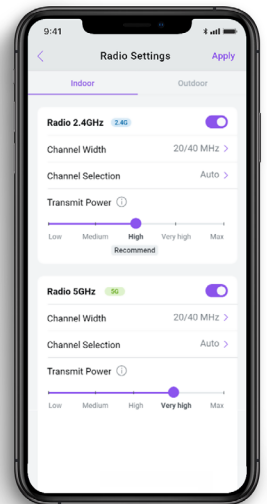 9:41
Radio Settings Apply
Indoor Outdoor
Radio 2.4GHz 2.4G
Channel Width 20/40 MHz
Channel Selection Auto
Transmit Power
Low Medium High Very high Max
Recommend
Radio 5GHz 5G
Channel Width 20/40 MHz
Channel Selection Auto
Transmit Power
Low Medium High Very high Max